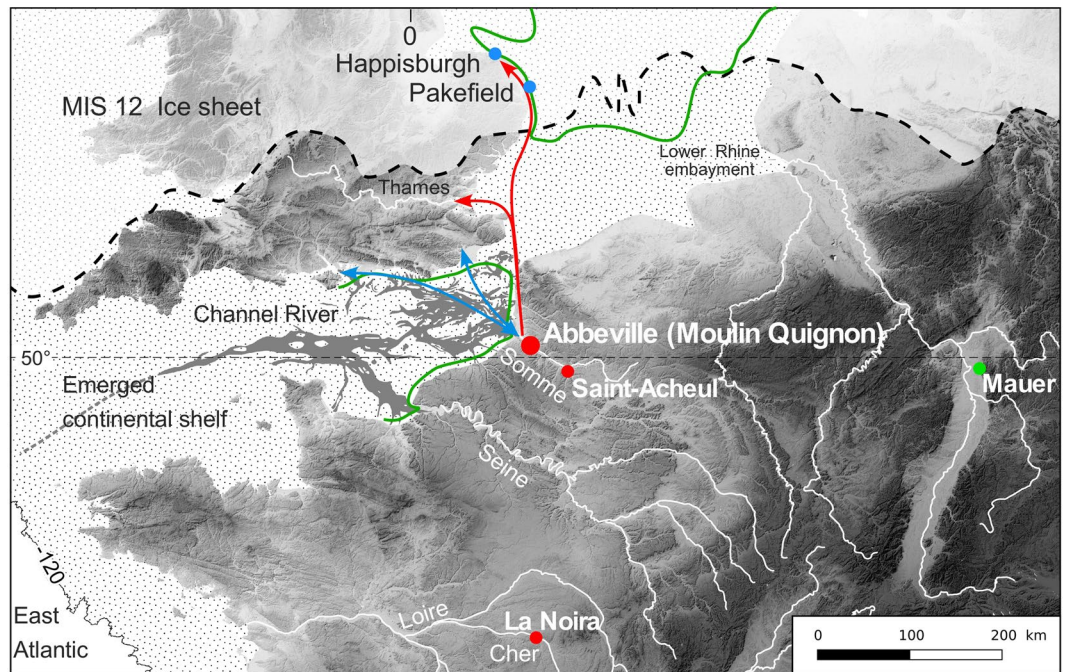 0
Happisburgh
Pakefield
MIS 12 Ice sheet
Lower Rhine
embayment
Thames
Channel River
Abbeville (Moulin Quignon)
50°
Somme
Saint-Acheul
Mauer
Emerged
continental shelf
Seine
-120
East
Atlantic
Loire
La Noira
Cher
0 100 200 km